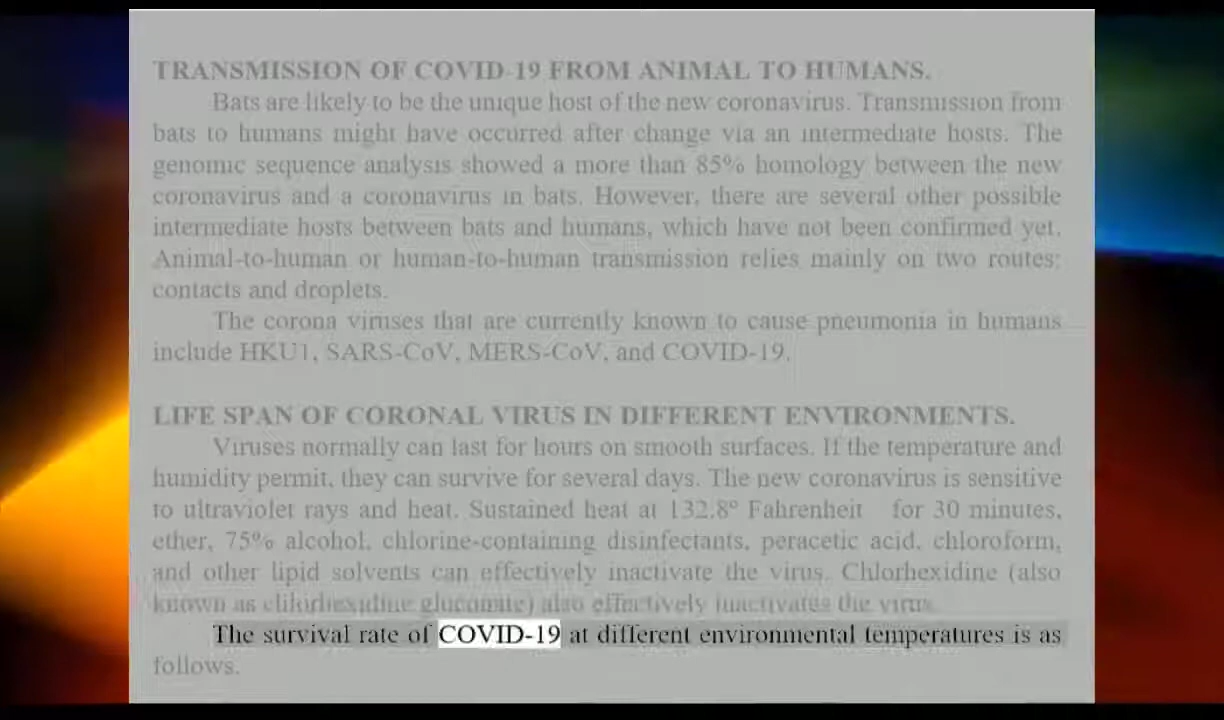 TRANSMISSION OF COVID-19 FROM ANIMAL TO HUMANS.
Bats are likely to be the unique host of the new coronavirus. Transmission from
bats to humans might have occurred after change via an intermediate hosts. The
genomic sequence analysis showed a more than 85% homology between the new
coronavirus and a coronavirus in bats. However, there are several other possible
intermediate hosts between bats and humans, which have not been confirmed yet.
Animal-to-human or human-to-human transmission relies mainly on two routes:
contacts and droplets.
The corona viruses that are currently known to cause pneumonia in humans
include HKU1, SARS-CoV, MERS-CoV, and COVID-19.
LIFE SPAN OF CORONAL VIRUS IN DIFFERENT ENVIRONMENTS.
Viruses normally can last for hours on smooth surfaces. If the temperature and
humidity permit, they can survive for several days. The new coronavirus is sensitive
to ultraviolet rays and heat. Sustained heat at 132.8° Fahrenheit for 30 minutes,
ether, 75% alcohol, chlorine-containing disinfectants, peracetic acid, chloroform,
and other lipid solvents can effectively inactivate the virus. Chlorhexidine (also
known as gluconate) also effectively inactivates the virus.
The survival rate of COVID-19 at different environmental temperatures is as
follows.